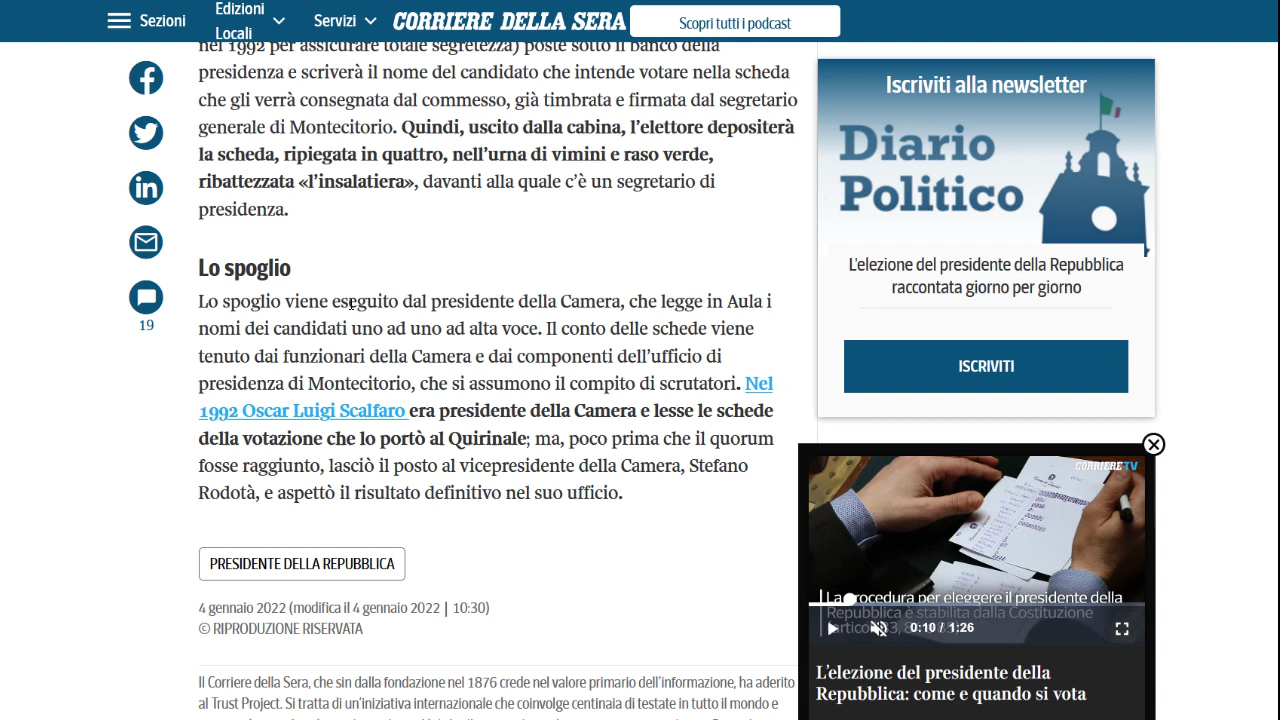 Sezioni
Edizioni
Locali
Servizi
CORRIERE DELLA SERA
Scopri tutti i podcast
nel 1992 per assicurare totale segretezza) poste sotto il banco della
presidenza e scriverà il nome del candidato che intende votare nella scheda
che gli verrà consegnata dal commesso, già timbrata e firmata dal segretario
generale di Montecitorio. Quindi, uscito dalla cabina, l'elettore depositerà
la scheda, ripiegata in quattro, nell'urna di vimini e raso verde,
ribattezzata «l'insalatiera», davanti alla quale c'è un segretario di
presidenza.
19
Lo spoglio
Lo spoglio viene eseguito dal presidente della Camera, che legge in Aula i
nomi dei candidati uno ad uno ad alta voce. Il conto delle schede viene
tenuto dai funzionari della Camera e dai componenti dell'ufficio di
presidenza di Montecitorio, che si assumono il compito di scrutatori. Nel
1992 Oscar Luigi Scalfaro era presidente della Camera e lesse le schede
della votazione che lo portò al Quirinale; ma, poco prima che il quorum
fosse raggiunto, lasciò il posto al vicepresidente della Camera, Stefano
Rodotà, e aspettò il risultato definitivo nel suo ufficio.
PRESIDENTE DELLA REPUBBLICA
4 gennaio 2022 (modifica il 4 gennaio 2022 | 10:30)
© RIPRODUZIONE RISERVATA
Il Corriere della Sera, che sin dalla fondazione nel 1876 crede nel valore primario dell'informazione, ha aderito
al Trust Project. Si tratta di un'iniziativa internazionale che coinvolge centinaia di testate in tutto il mondo e
Iscriviti alla newsletter
Diario
Politico
L'elezione del presidente della Repubblica
raccontata giorno per giorno
ISCRIVITI
CORRIERE TV
La procedura per eleggere il presidente della
Repubblica è stabilita dalla Costituzione
0:10 / 1:26
L'elezione del presidente della
Repubblica: come e quando si vota